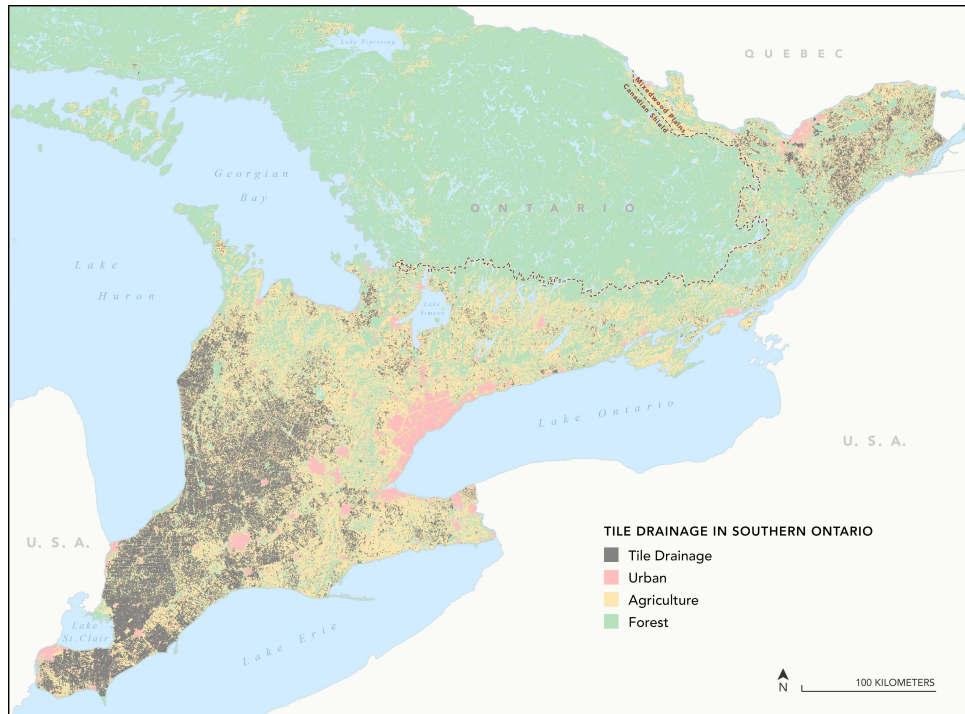 Lake Nipissing
QUEBEC
Mixedwood Plains
Canadian Shield
Georgian
Bay
ONTARIO
Lake
Huron
Lake
Simcoe
Lake Ontario
U. S. A.
U. S. A.
TILE DRAINAGE IN SOUTHERN ONTARIO
Tile Drainage
Urban
Agriculture
Forest
Lake
St. Clair
Lake Erie
N
100 KILOMETERS